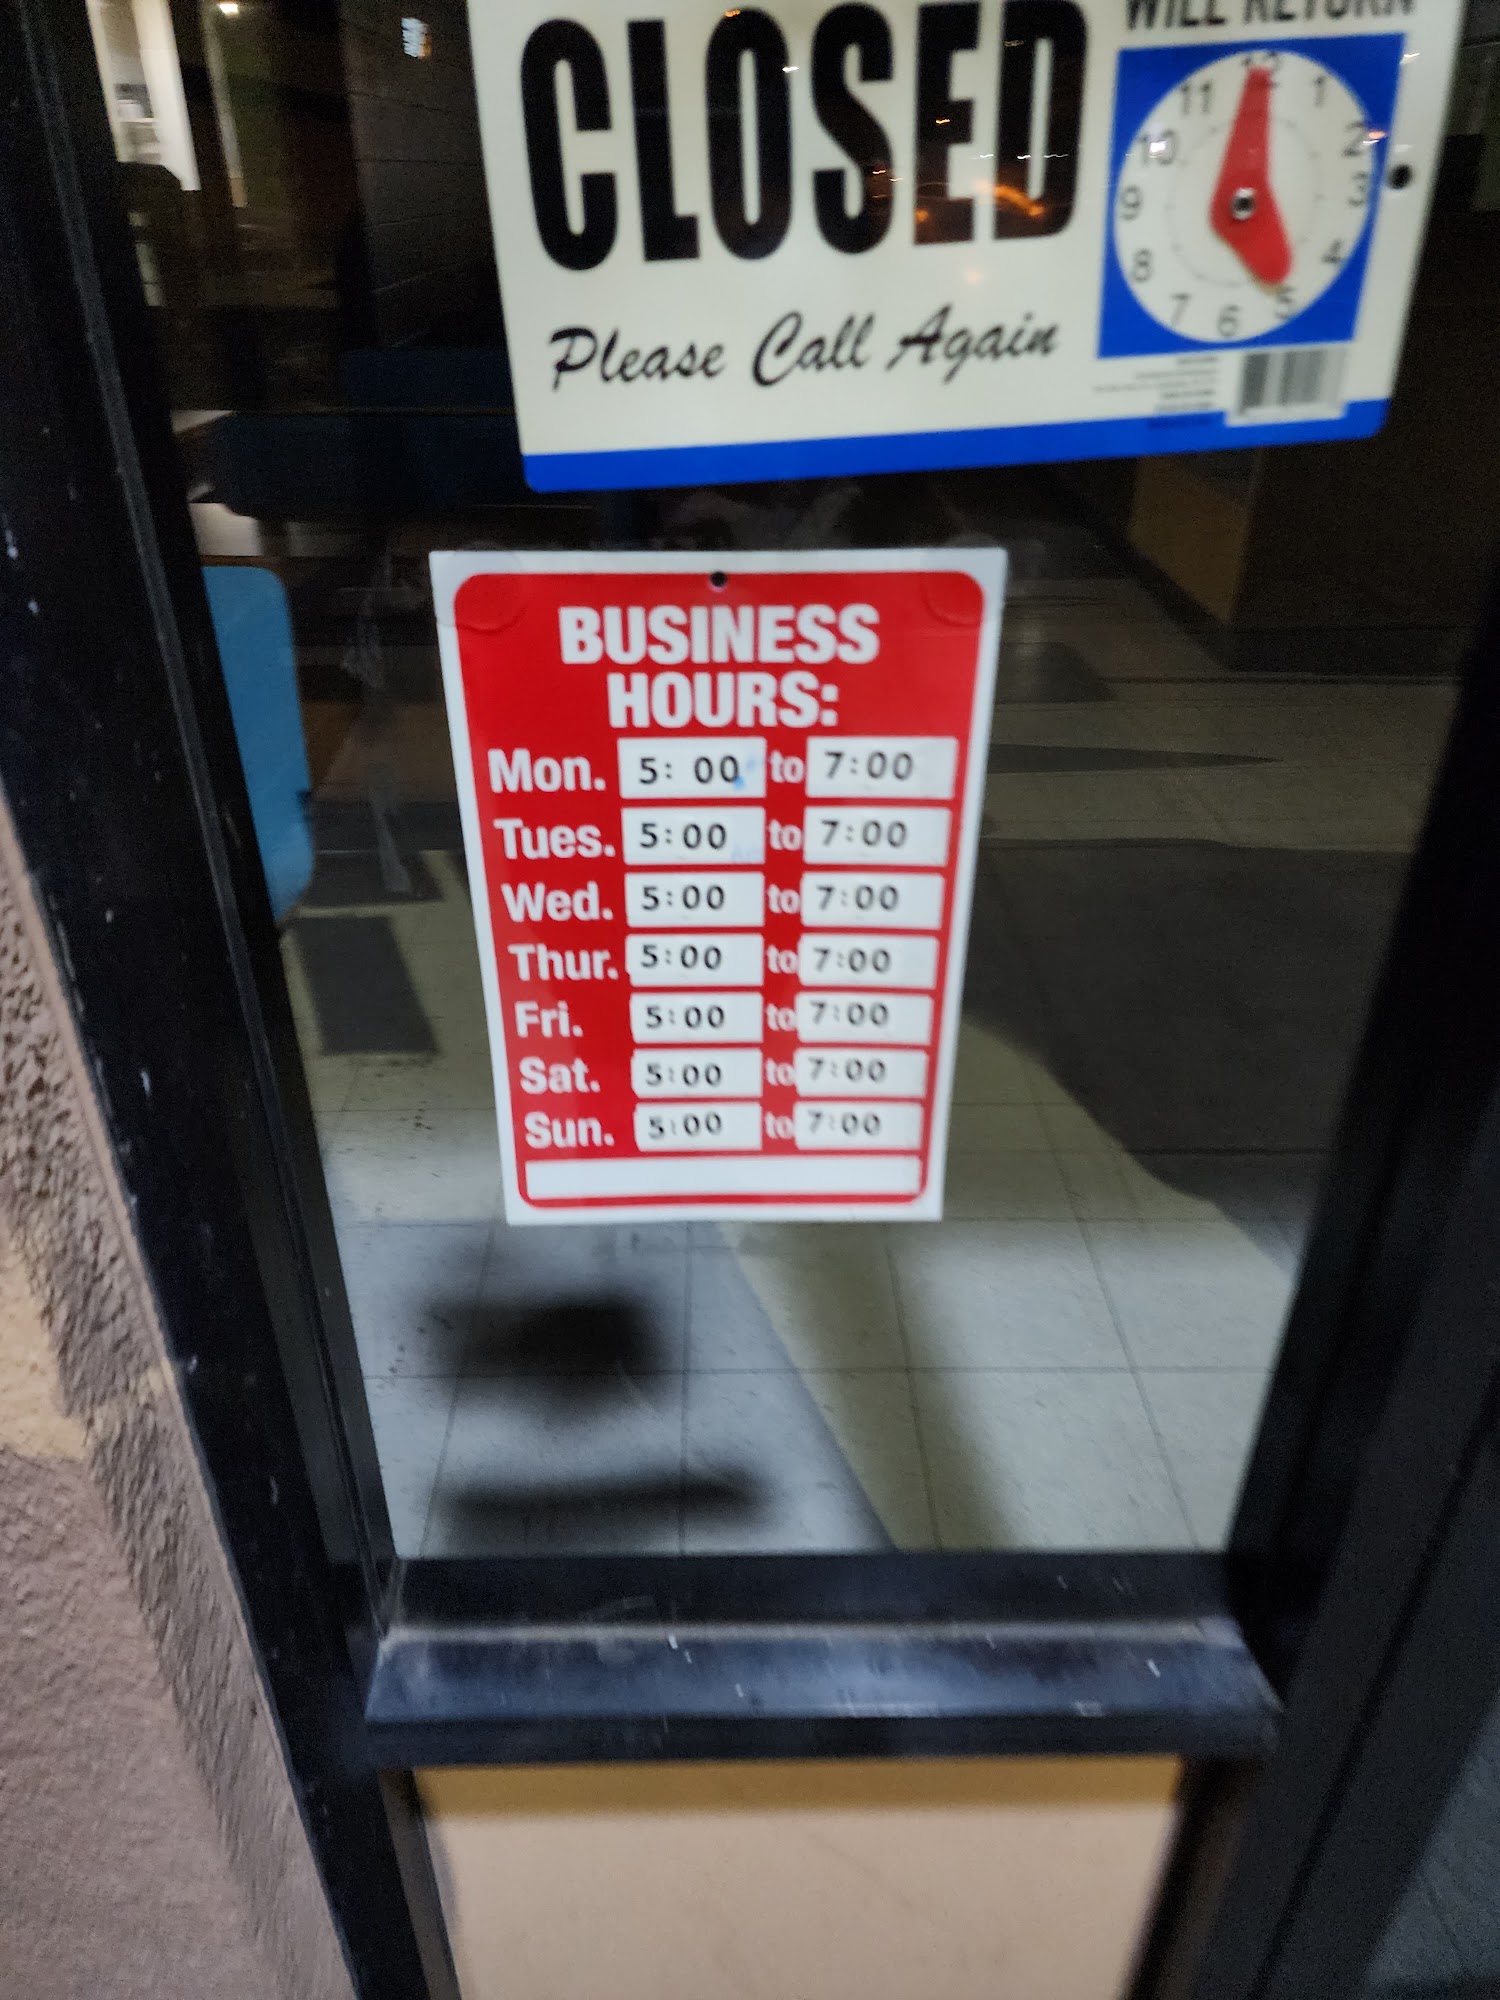 WILL RETURN
CLOSED
12
11 1
10 2
9 3
8 4
7 5
6
Please Call Again
BUSINESS
HOURS:
Mon. 5: 00 to 7:00
Tues. 5:00 to 7:00
Wed. 5:00 to 7:00
Thur. 5:00 to 7:00
Fri. 5:00 to 7:00
Sat. 5:00 to 7:00
Sun. 5:00 to 7:00